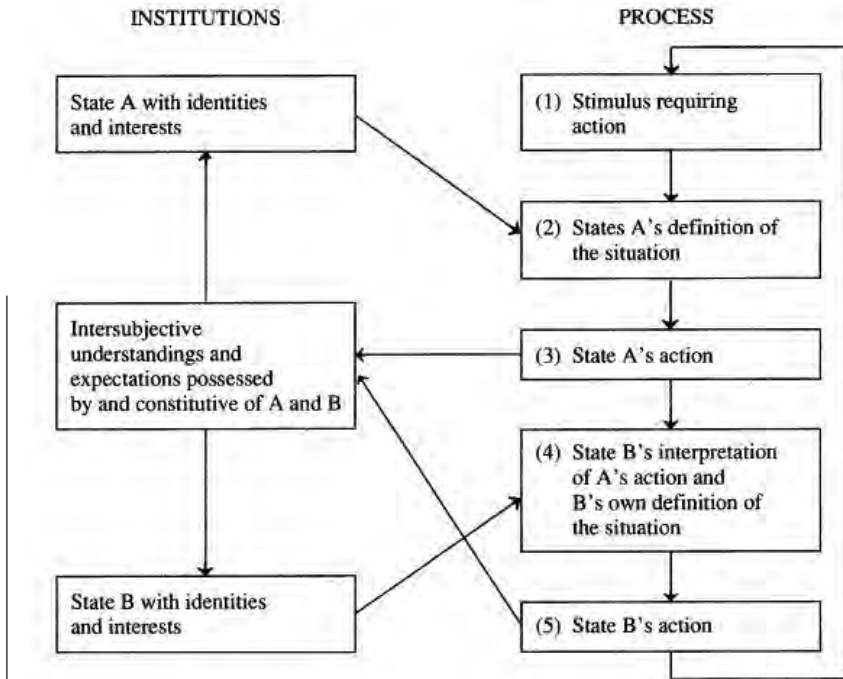 INSTITUTIONS
PROCESS
State A with identities
and interests
(1) Stimulus requiring
action
(2) States A's definition of
the situation
Intersubjective
understandings and
expectations possessed
by and constitutive of A and B
(3) State A's action
(4) State B's interpretation
of A's action and
B's own definition of
the situation
State B with identities
and interests
(5) State B's action